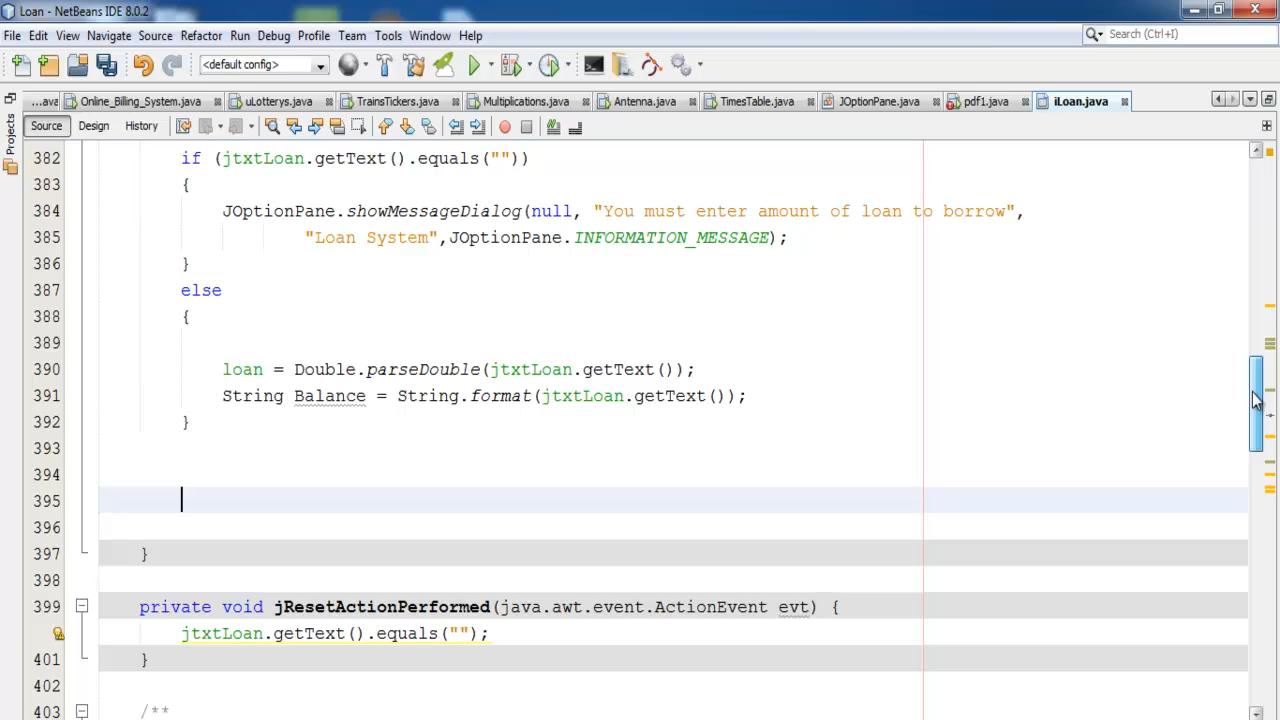 Loan - NetBeans IDE 8.0.2
File Edit View Navigate Source Refactor Run Debug Profile Team Tools Window Help
Search (Ctrl+I)
<default config>
...ava Online_Billing_System.java uLotterys.java TrainsTickers.java Multiplications.java Antenna.java TimesTable.java JOptionPane.java pdf1.java iLoan.java
Source Design History
Projects
382 if (jtxtLoan.getText().equals(""))
383 {
384 JOptionPane.showMessageDialog(null, "You must enter amount of loan to borrow",
385 "Loan System",JOptionPane.INFORMATION_MESSAGE);
386 }
387 else
388 {
389
390 loan = Double.parseDouble(jtxtLoan.getText());
391 String Balance = String.format(jtxtLoan.getText());
392 }
393
394
395
396
397 }
398
399 private void jResetActionPerformed(java.awt.event.ActionEvent evt) {
jtxtLoan.getText().equals("");
401 }
402
403 /**